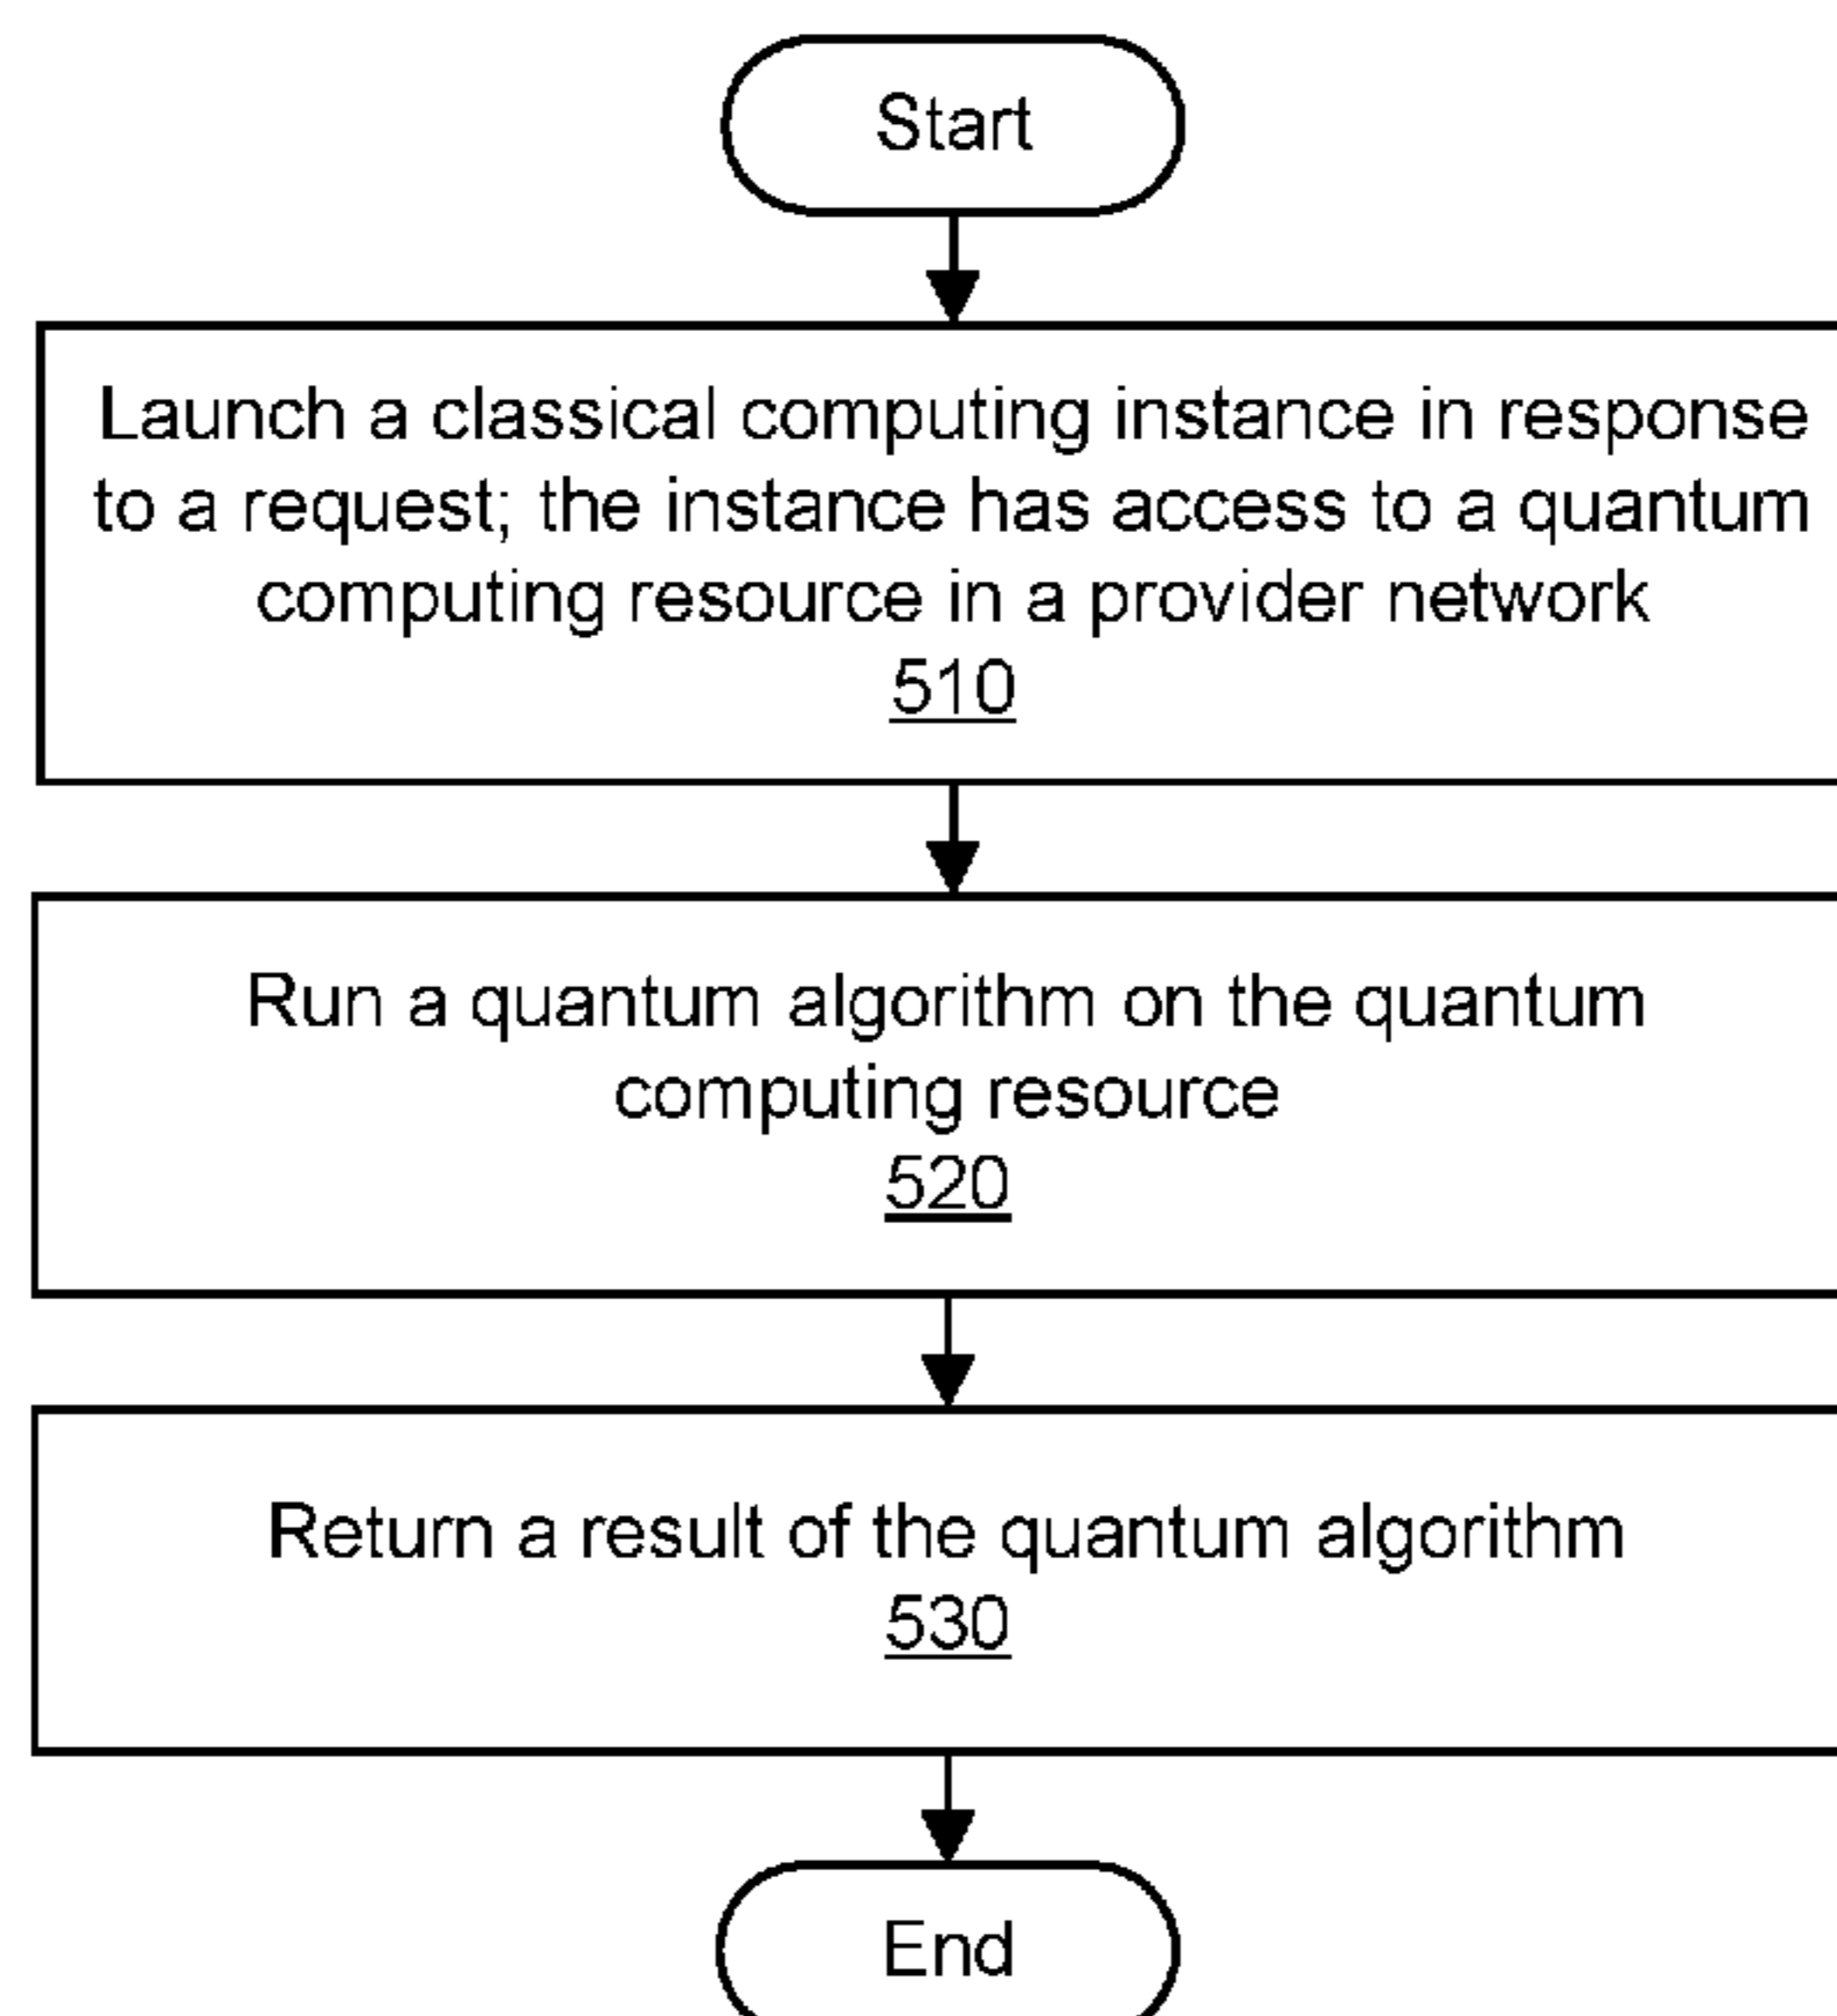 Start
Launch a classical computing instance in response
to a request; the instance has access to a quantum
computing resource in a provider network
510
Run a quantum algorithm on the quantum
computing resource
520
Return a result of the quantum algorithm
530
End